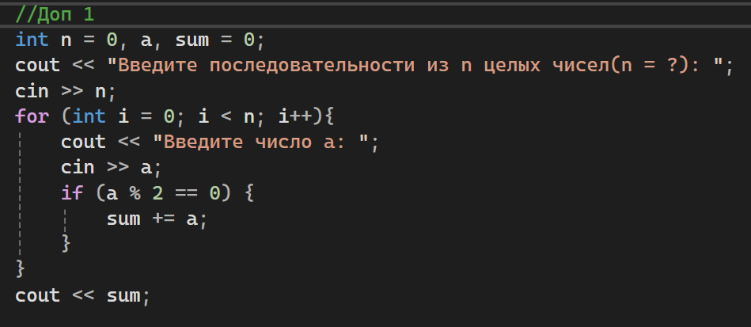 //Доп 1
int n = 0, a, sum = 0;
cout << "Введите последовательности из n целых чисел(n = ?): ";
cin >> n;
for (int i = 0; i < n; i++){
    cout << "Введите число a: ";
    cin >> a;
    if (a % 2 == 0) {
        sum += a;
    }
}
cout << sum;